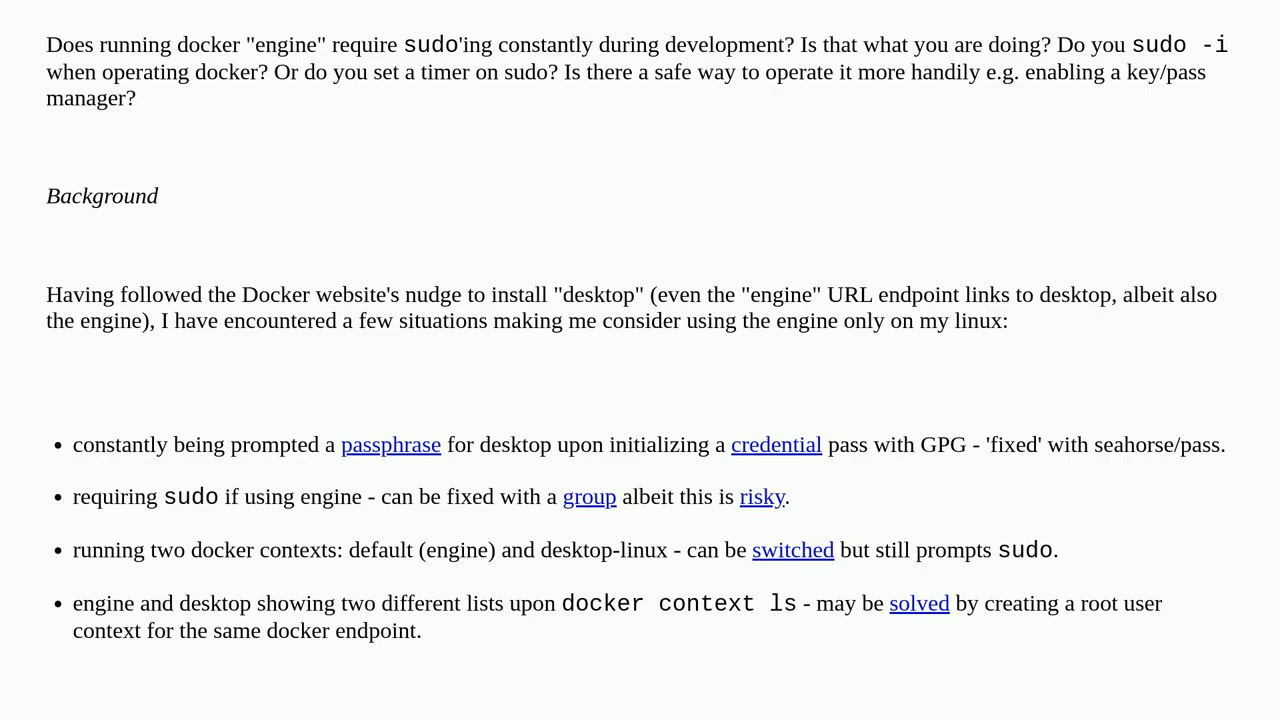 Does running docker "engine" require sudo'ing constantly during development? Is that what you are doing? Do you sudo -i
when operating docker? Or do you set a timer on sudo? Is there a safe way to operate it more handily e.g. enabling a key/pass
manager?
Background
Having followed the Docker website's nudge to install "desktop" (even the "engine" URL endpoint links to desktop, albeit also
the engine), I have encountered a few situations making me consider using the engine only on my linux:
• constantly being prompted a passphrase for desktop upon initializing a credential pass with GPG - 'fixed' with seahorse/pass.
• requiring sudo if using engine - can be fixed with a group albeit this is risky.
• running two docker contexts: default (engine) and desktop-linux - can be switched but still prompts sudo.
• engine and desktop showing two different lists upon docker context ls - may be solved by creating a root user
context for the same docker endpoint.